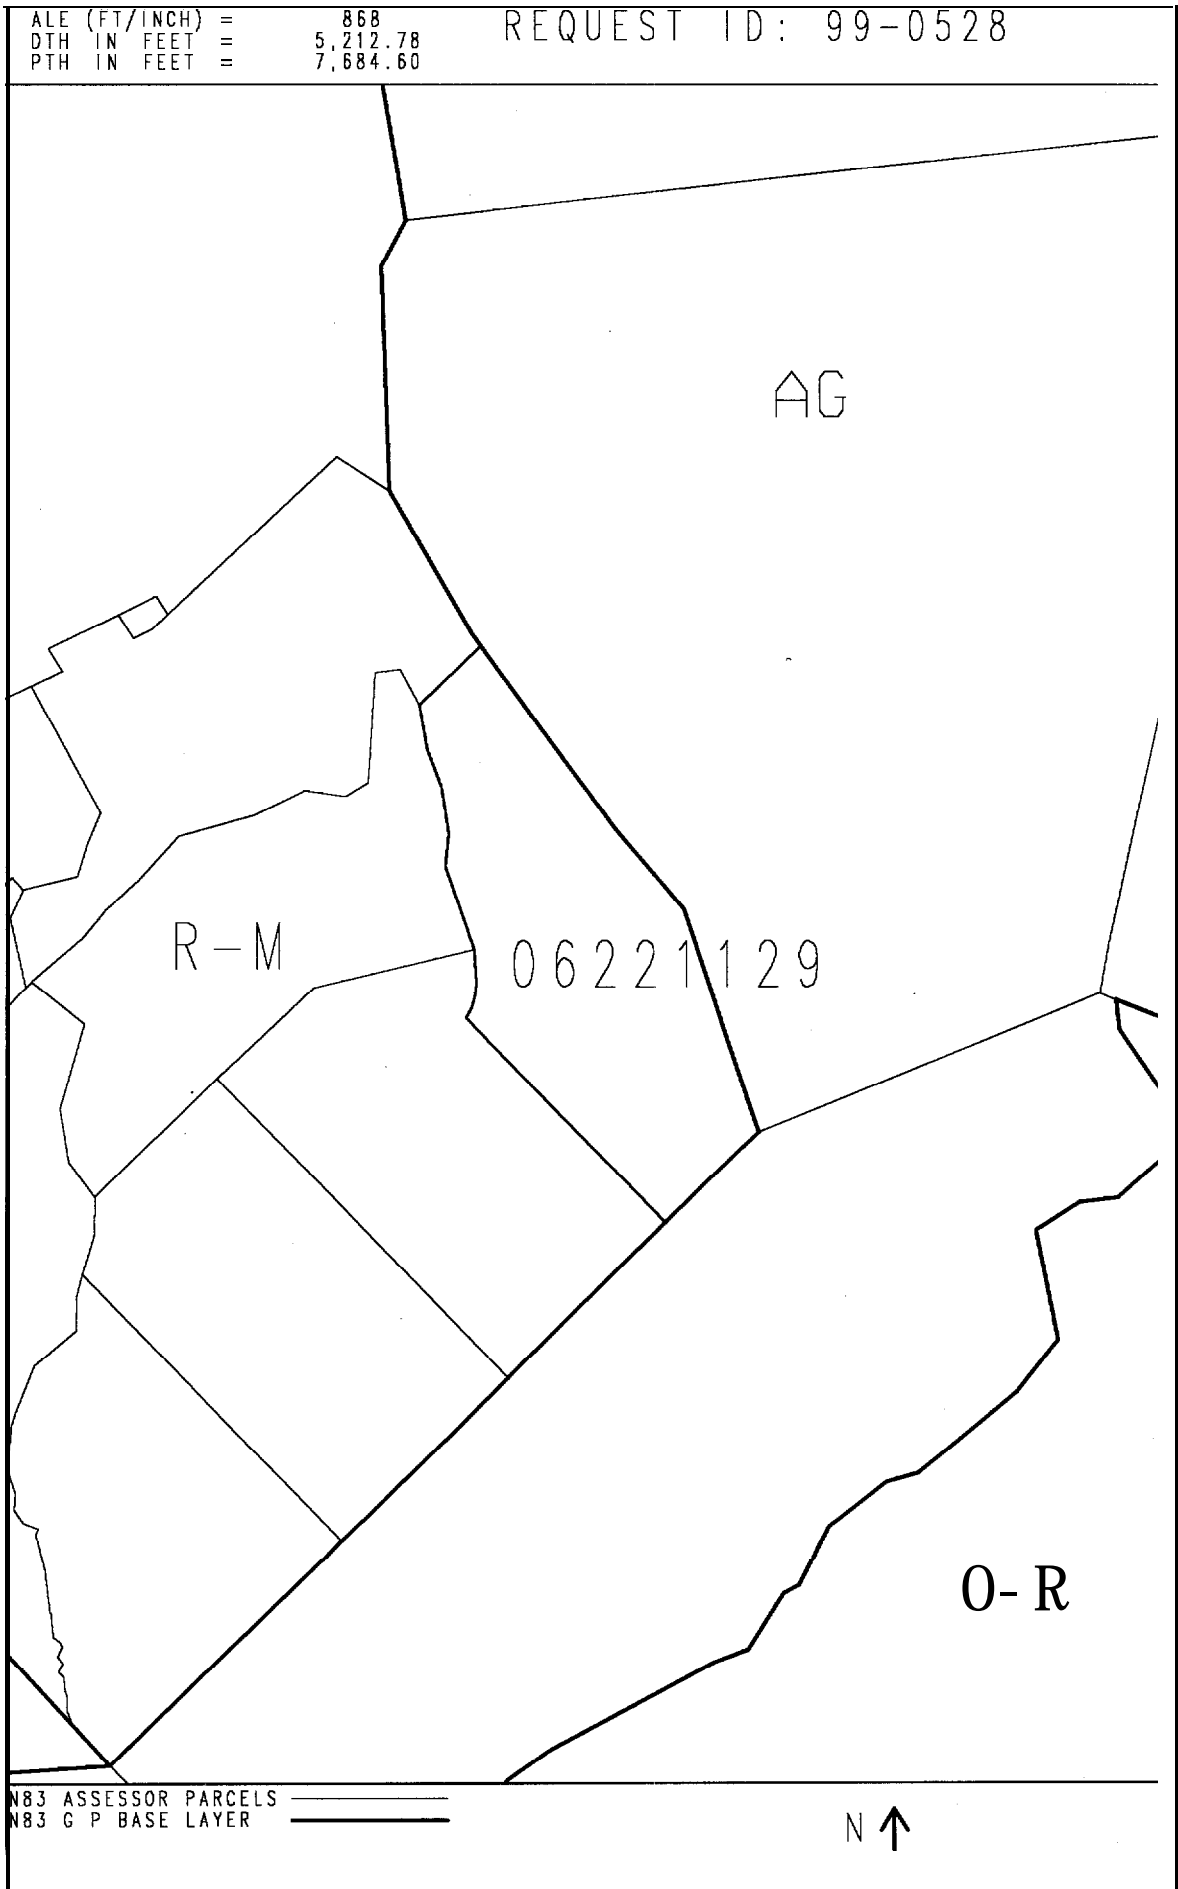 ALE (FT/INCH) = 868
DTH IN FEET = 5,212.78
PTH IN FEET = 7,684.60
REQUEST ID: 99-0528
AG
R-M
06221129
O-R
N83 ASSESSOR PARCELS
N83 G P BASE LAYER
N